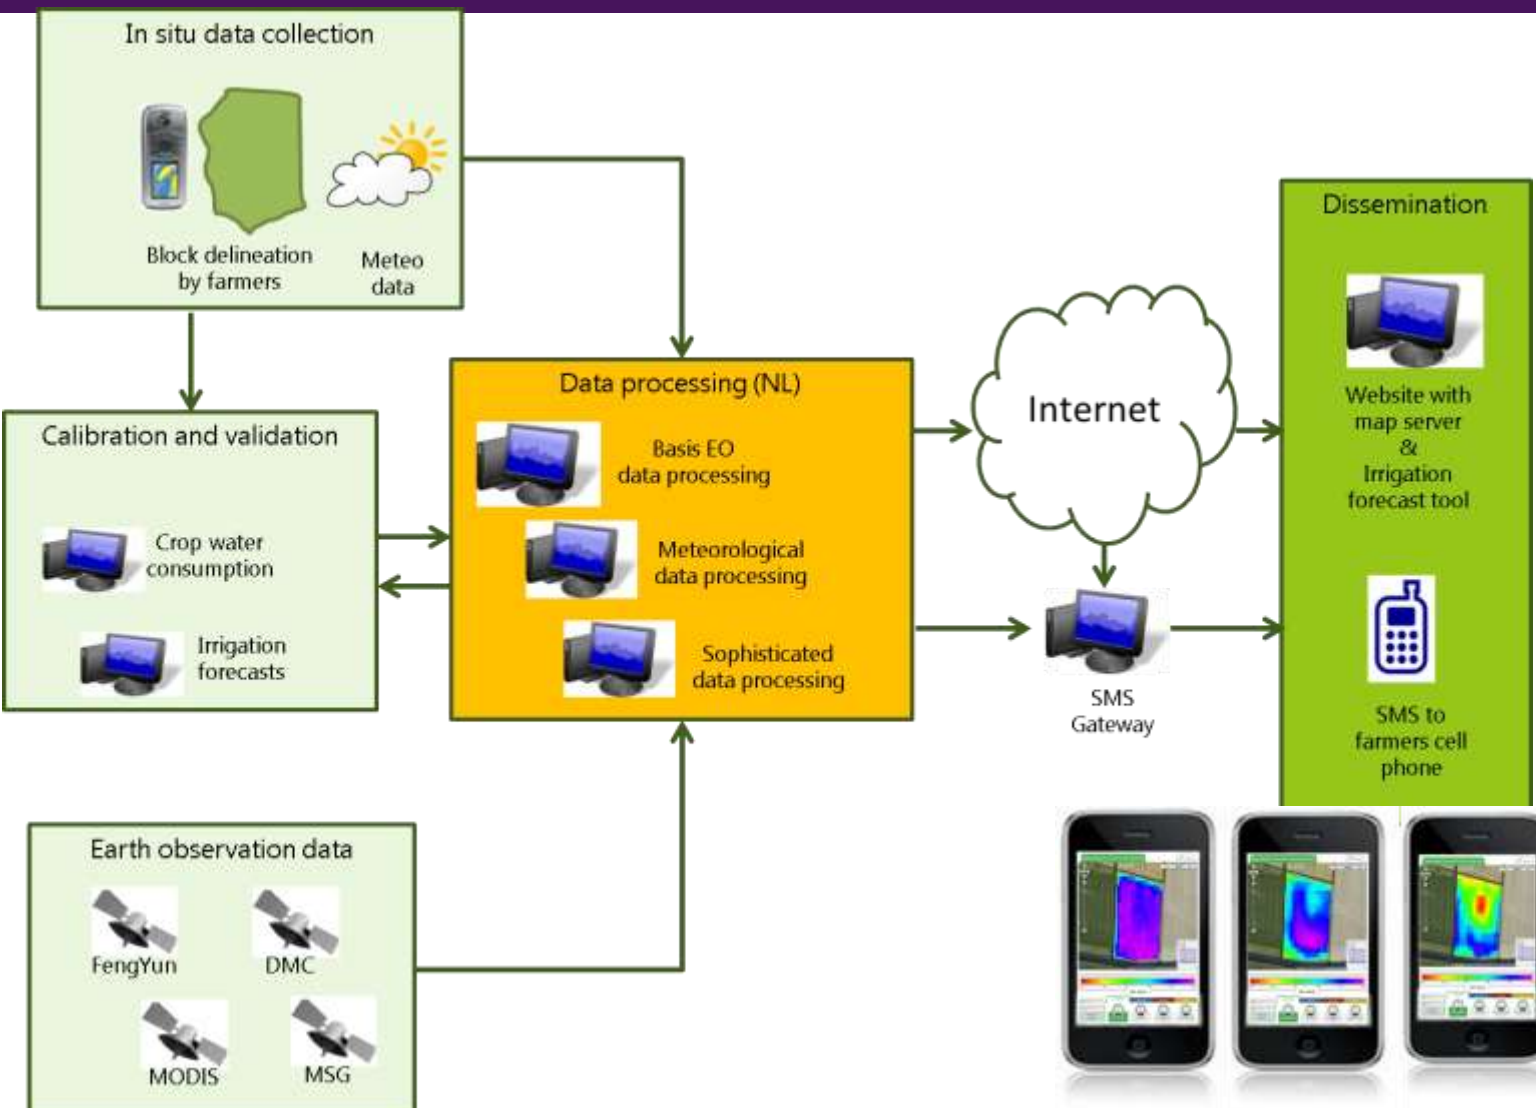 In situ data collection
Block delineation
by farmers
Meteo
data
Calibration and validation
Crop water
consumption
Irrigation
forecasts
Data processing (NL)
Basis EO
data processing
Meteorological
data processing
Sophisticated
data processing
Earth observation data
FengYun
DMC
MODIS
MSG
Internet
SMS
Gateway
Dissemination
Website with
map server
&
Irrigation
forecast tool
SMS to
farmers cell
phone